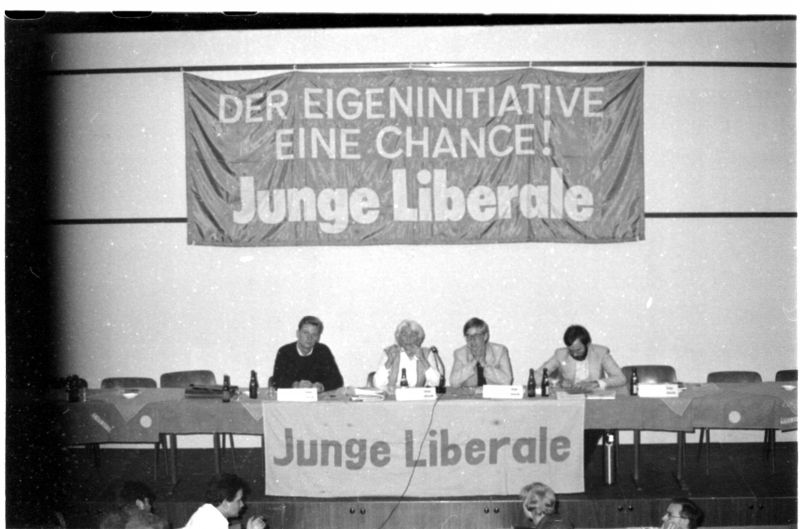 DER EIGENINITIATIVE
EINE CHANCE!
Junge Liberale
Junge Liberale